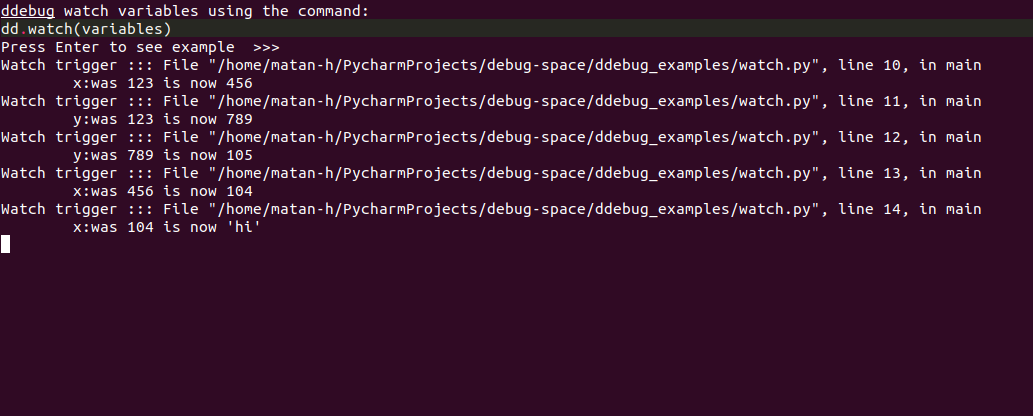 ddebug watch variables using the command:
dd.watch(variables)
Press Enter to see example  >>>
Watch trigger ::: File "/home/matan-h/PycharmProjects/debug-space/ddebug_examples/watch.py", line 10, in main
        x:was 123 is now 456
Watch trigger ::: File "/home/matan-h/PycharmProjects/debug-space/ddebug_examples/watch.py", line 11, in main
        y:was 123 is now 789
Watch trigger ::: File "/home/matan-h/PycharmProjects/debug-space/ddebug_examples/watch.py", line 12, in main
        y:was 789 is now 105
Watch trigger ::: File "/home/matan-h/PycharmProjects/debug-space/ddebug_examples/watch.py", line 13, in main
        x:was 456 is now 104
Watch trigger ::: File "/home/matan-h/PycharmProjects/debug-space/ddebug_examples/watch.py", line 14, in main
        x:was 104 is now 'hi'